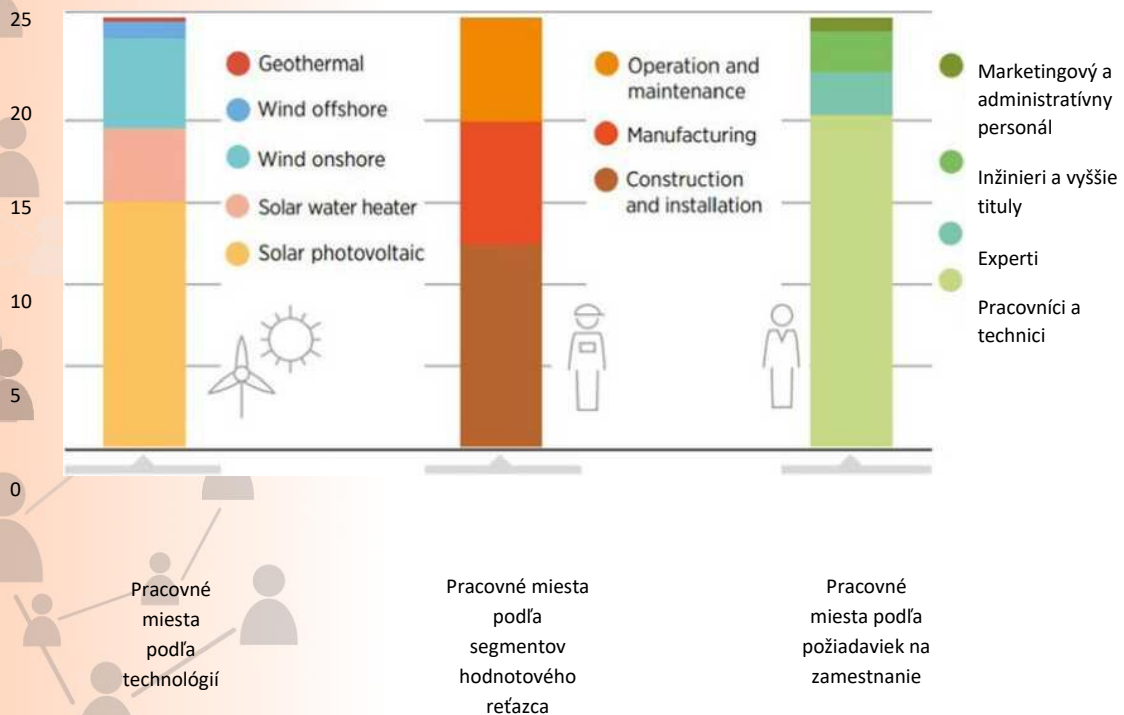 25
20
15
10
5
0
Geothermal
Wind offshore
Wind onshore
Solar water heater
Solar photovoltaic
Operation and
maintenance
Manufacturing
Construction
and installation
Marketingový a
administratívny
personál
Inžinieri a vyššie
tituly
Experti
Pracovníci a
technici
Pracovné
miesta
podľa
technológií
Pracovné miesta
podľa
segmentov
hodnotového
reťazca
Pracovné
miesta podľa
požiadaviek na
zamestnanie